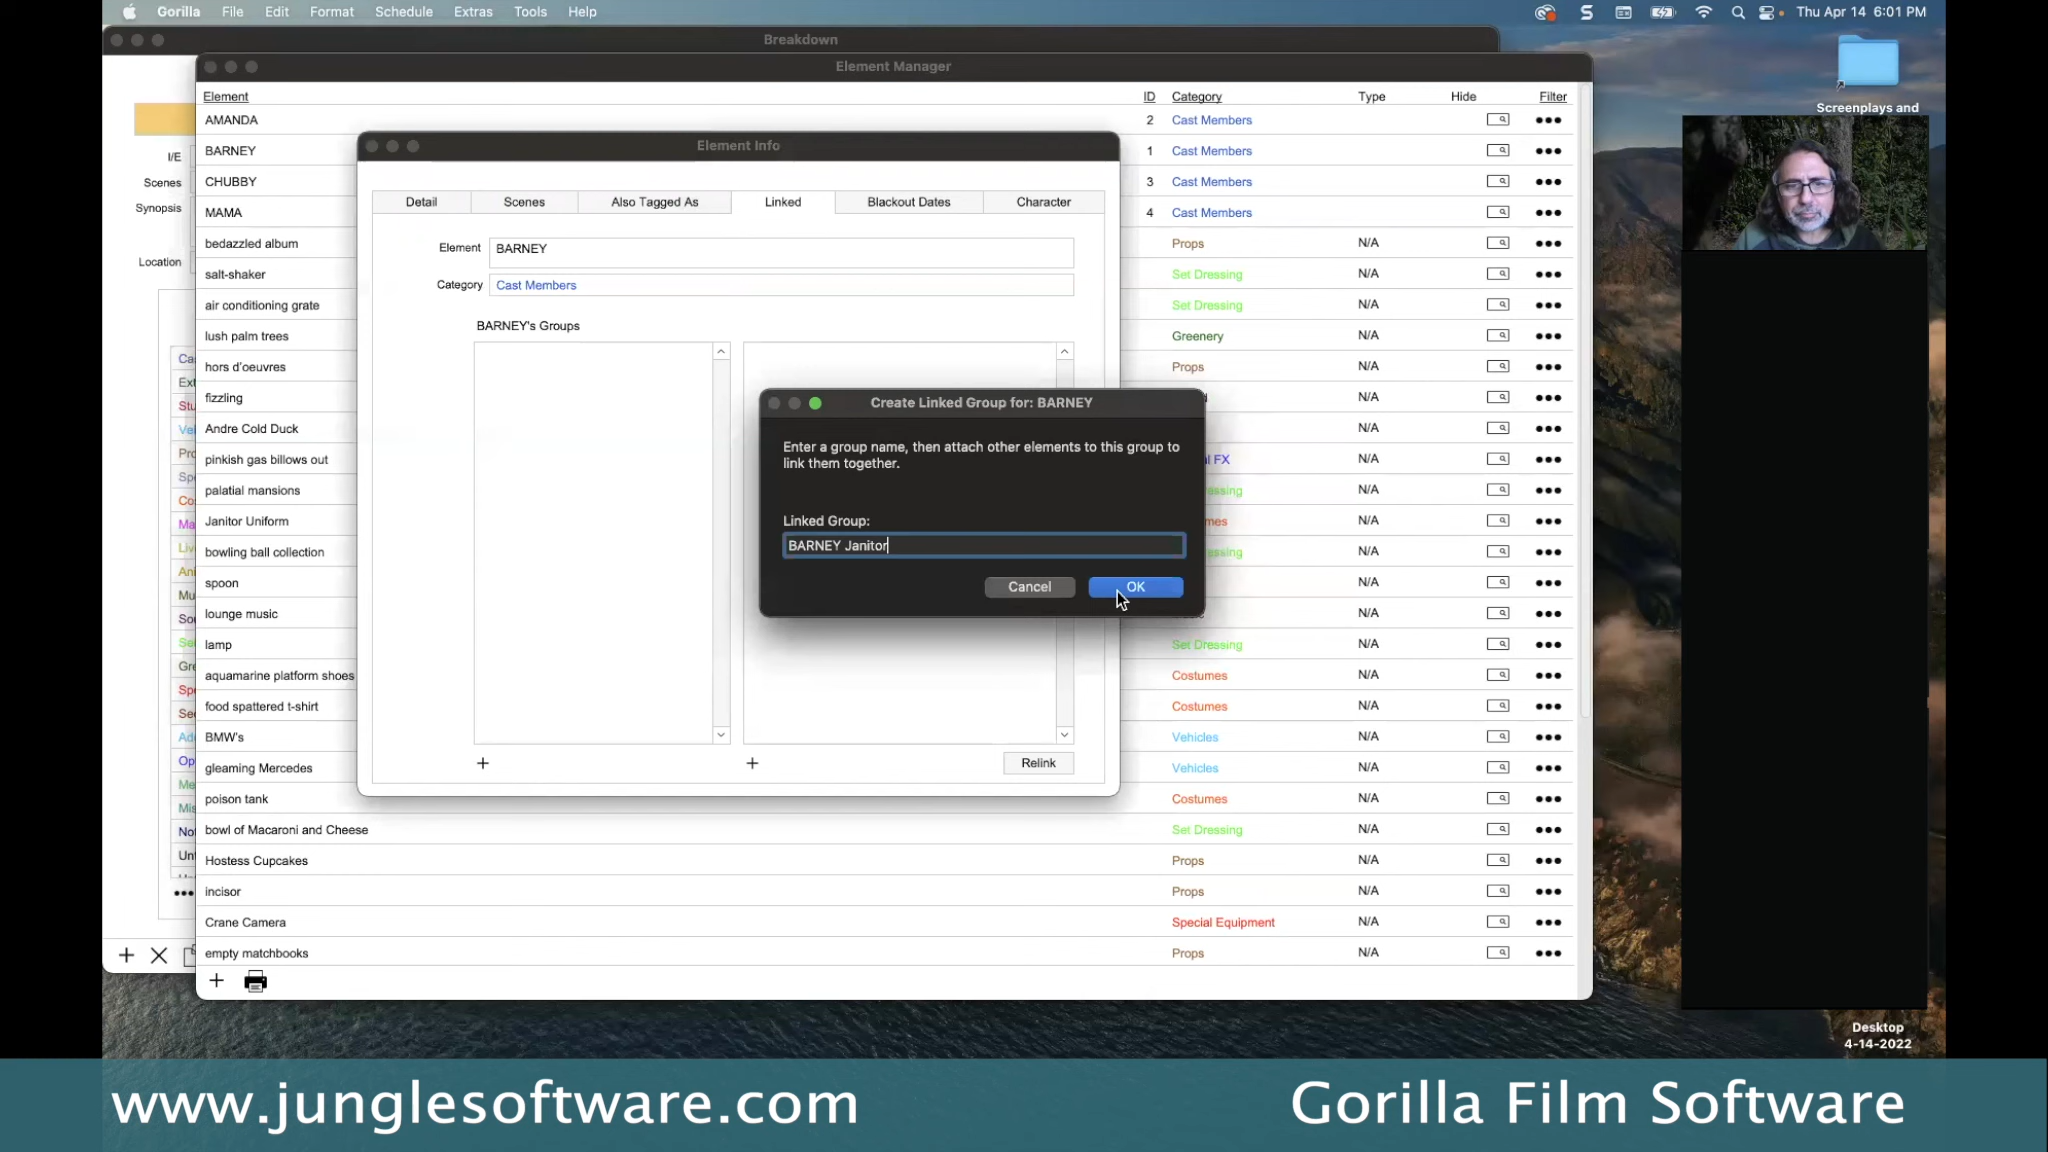 Gorilla File Edit Format Schedule Extras Tools Help
Thu Apr 14 6:01 PM
Breakdown
Element Manager
Element ID Category Type Hide Filter
AMANDA 2 Cast Members
BARNEY 1 Cast Members
CHUBBY 3 Cast Members
MAMA 4 Cast Members
bedazzled album Props N/A
salt-shaker Set Dressing N/A
air conditioning grate Set Dressing N/A
lush palm trees Greenery N/A
hors d'oeuvres Props N/A
fizzling N/A
Andre Cold Duck N/A
pinkish gas billows out N/A
palatial mansions N/A
Janitor Uniform N/A
bowling ball collection N/A
spoon N/A
lounge music N/A
lamp Set Dressing N/A
aquamarine platform shoes Costumes N/A
food spattered t-shirt Costumes N/A
BMW's Vehicles N/A
gleaming Mercedes Vehicles N/A
poison tank Costumes N/A
bowl of Macaroni and Cheese Set Dressing N/A
Hostess Cupcakes Props N/A
incisor Props N/A
Crane Camera Special Equipment N/A
empty matchbooks Props N/A
I/E
Scenes
Synopsis
Location
Element Info
Detail Scenes Also Tagged As Linked Blackout Dates Character
Element BARNEY
Category Cast Members
BARNEY's Groups
Relink
Create Linked Group for: BARNEY
Enter a group name, then attach other elements to this group to
link them together.
Linked Group:
BARNEY Janitor
Cancel OK
Screenplays and
Desktop
4-14-2022
www.junglesoftware.com
Gorilla Film Software